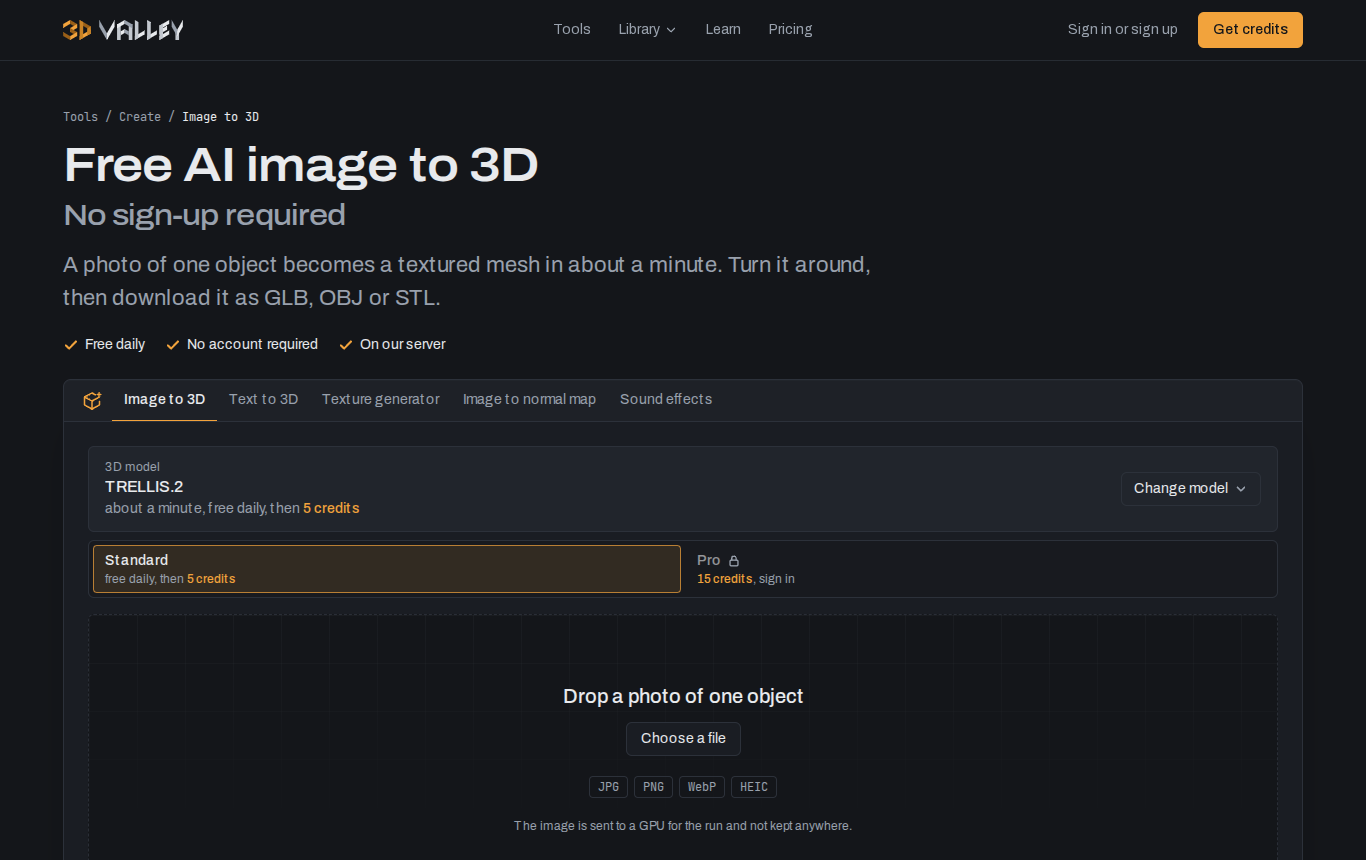 3D VALLEY
Tools Library Learn Pricing
Sign in or sign up Get credits
Tools / Create / Image to 3D
Free AI image to 3D
No sign-up required
A photo of one object becomes a textured mesh in about a minute. Turn it around,
then download it as GLB, OBJ or STL.
Free daily No account required On our server
Image to 3D Text to 3D Texture generator Image to normal map Sound effects
3D model
TRELLIS.2
about a minute, free daily, then 5 credits
Change model
Standard
free daily, then 5 credits
Pro
15 credits, sign in
Drop a photo of one object
Choose a file
JPG PNG WebP HEIC
The image is sent to a GPU for the run and not kept anywhere.